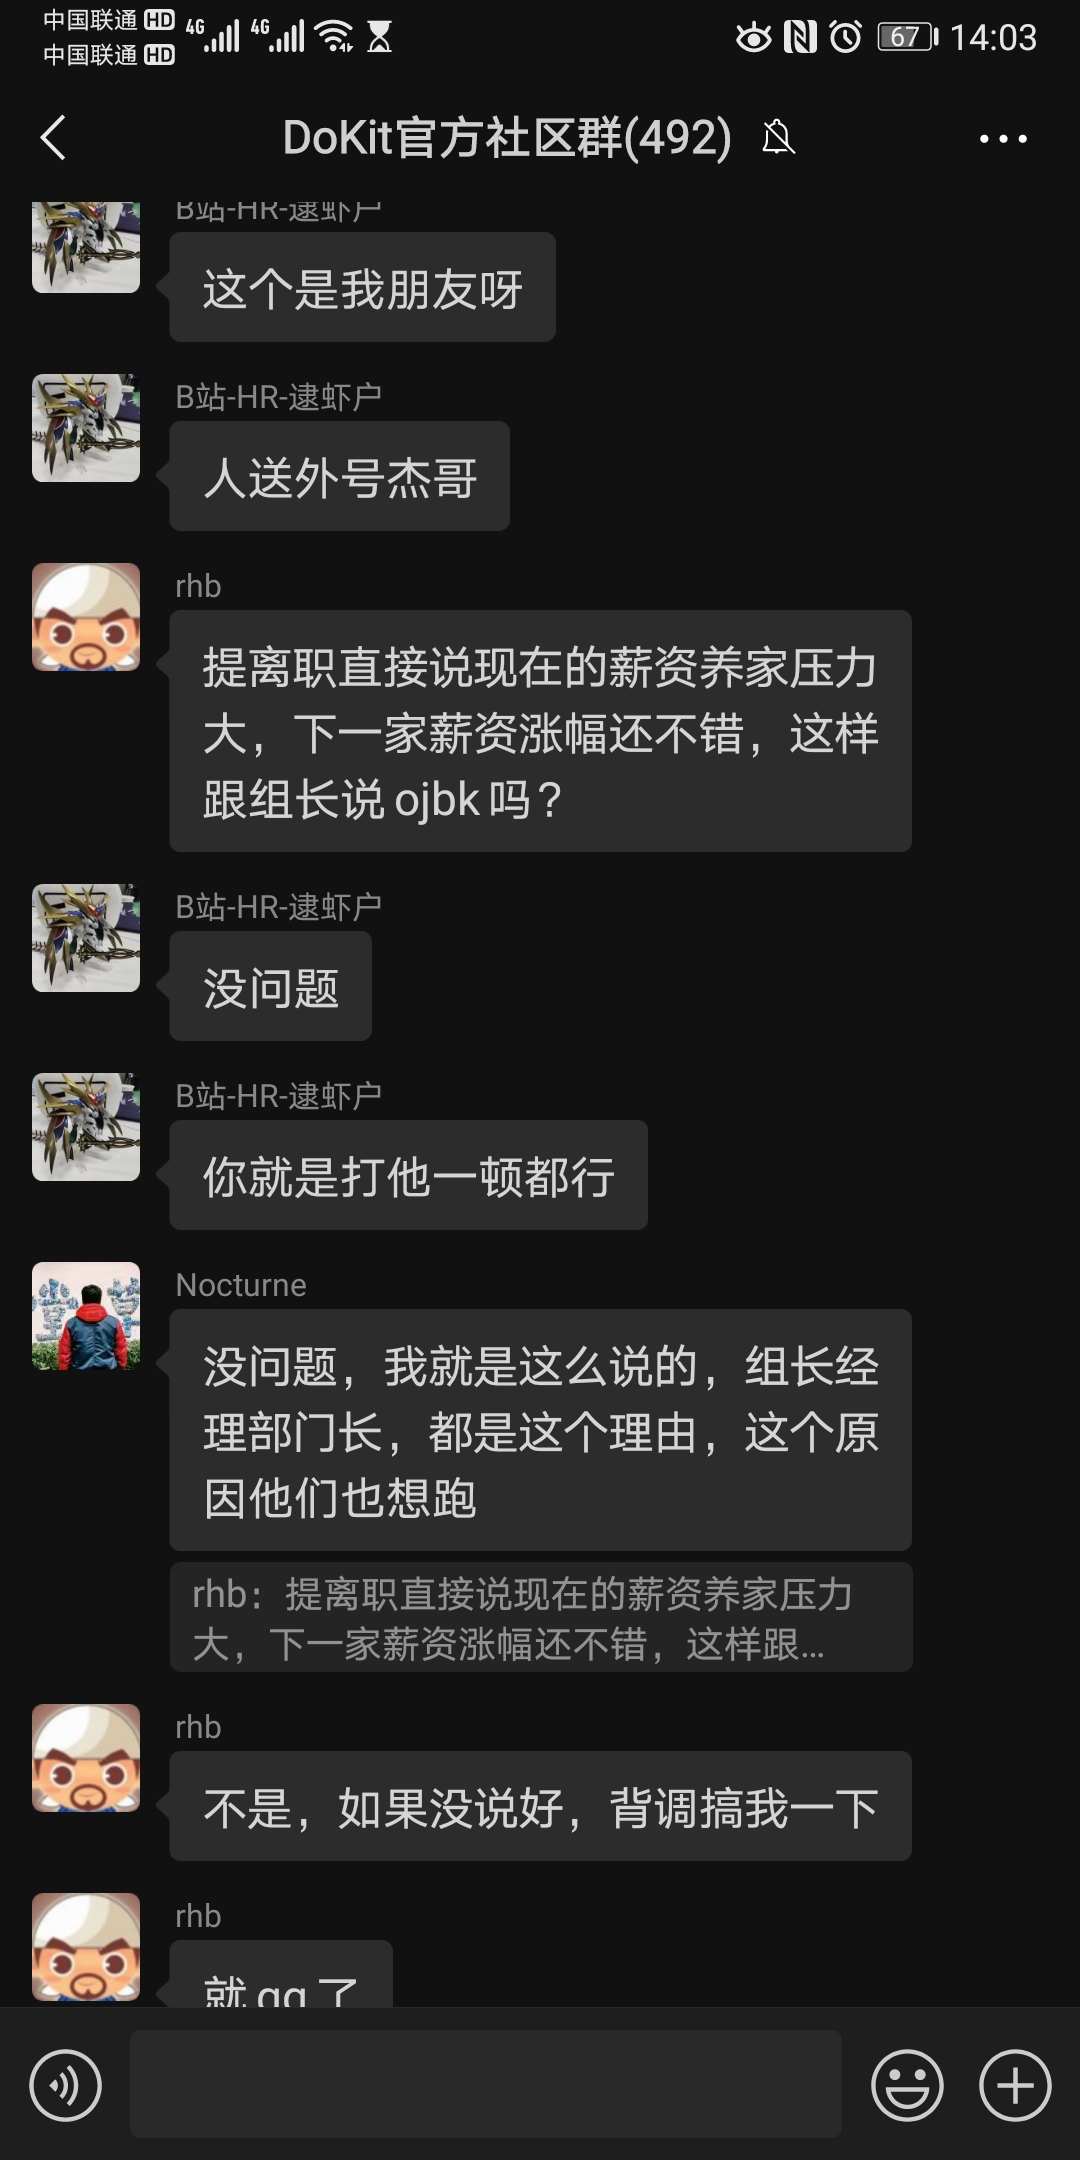 中国联通 HD 4G 4G 67 14:03
中国联通 HD
DoKit官方社区群(492)
B站-HR-逮虾户
这个是我朋友呀
B站-HR-逮虾户
人送外号杰哥
rhb
提离职直接说现在的薪资养家压力
大，下一家薪资涨幅还不错，这样
跟组长说 ojbk 吗？
B站-HR-逮虾户
没问题
B站-HR-逮虾户
你就是打他一顿都行
Nocturne
没问题，我就是这么说的，组长经
理部门长，都是这个理由，这个原
因他们也想跑
rhb：提离职直接说现在的薪资养家压力
大，下一家薪资涨幅还不错，这样跟...
rhb
不是，如果没说好，背调搞我一下
rhb
就 gg 了